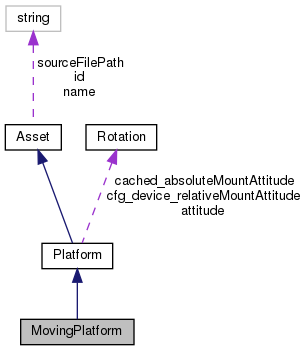 string
sourceFilePath
id
name
Asset
Rotation
cached_absoluteMountAttitude
cfg_device_relativeMountAttitude
attitude
Platform
MovingPlatform